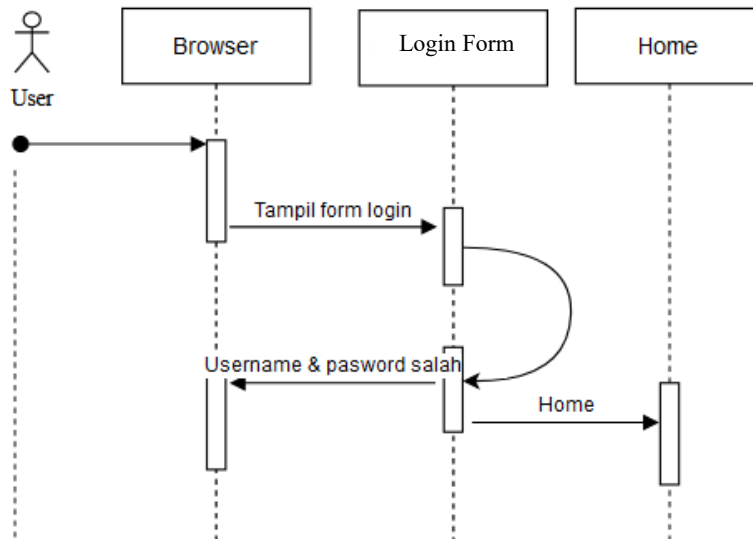 User
Browser
Login Form
Home
Tampil form login
Username & pasword salah
Home